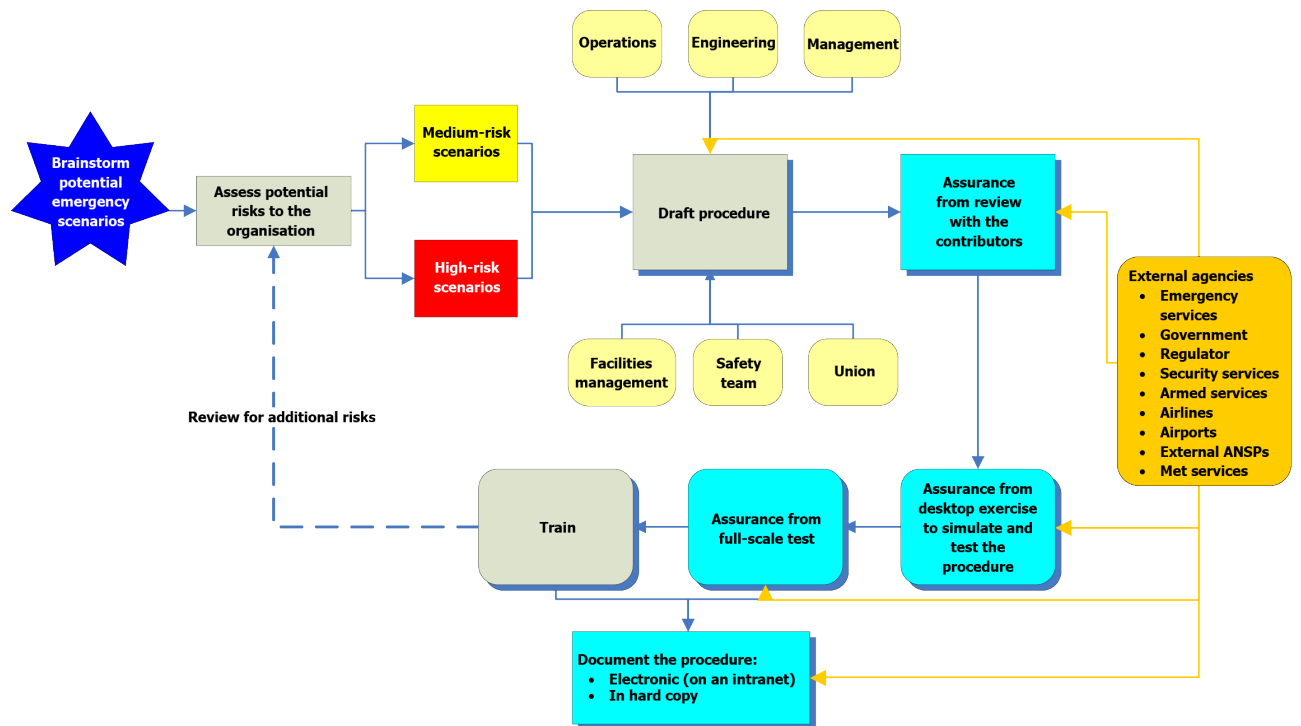 Operations
Engineering
Management
Brainstorm
potential
emergency
scenarios
Assess potential
risks to the
organisation
Medium-risk
scenarios
High-risk
scenarios
Draft procedure
Assurance
from review
with the
contributors
Facilities
management
Safety
team
Union
External agencies
• Emergency
services
• Government
• Regulator
• Security services
• Armed services
• Airlines
• Airports
• External ANSPs
• Met services
Review for additional risks
Train
Assurance from
full-scale test
Assurance from
desktop exercise
to simulate and
test the
procedure
Document the procedure:
• Electronic (on an intranet)
• In hard copy